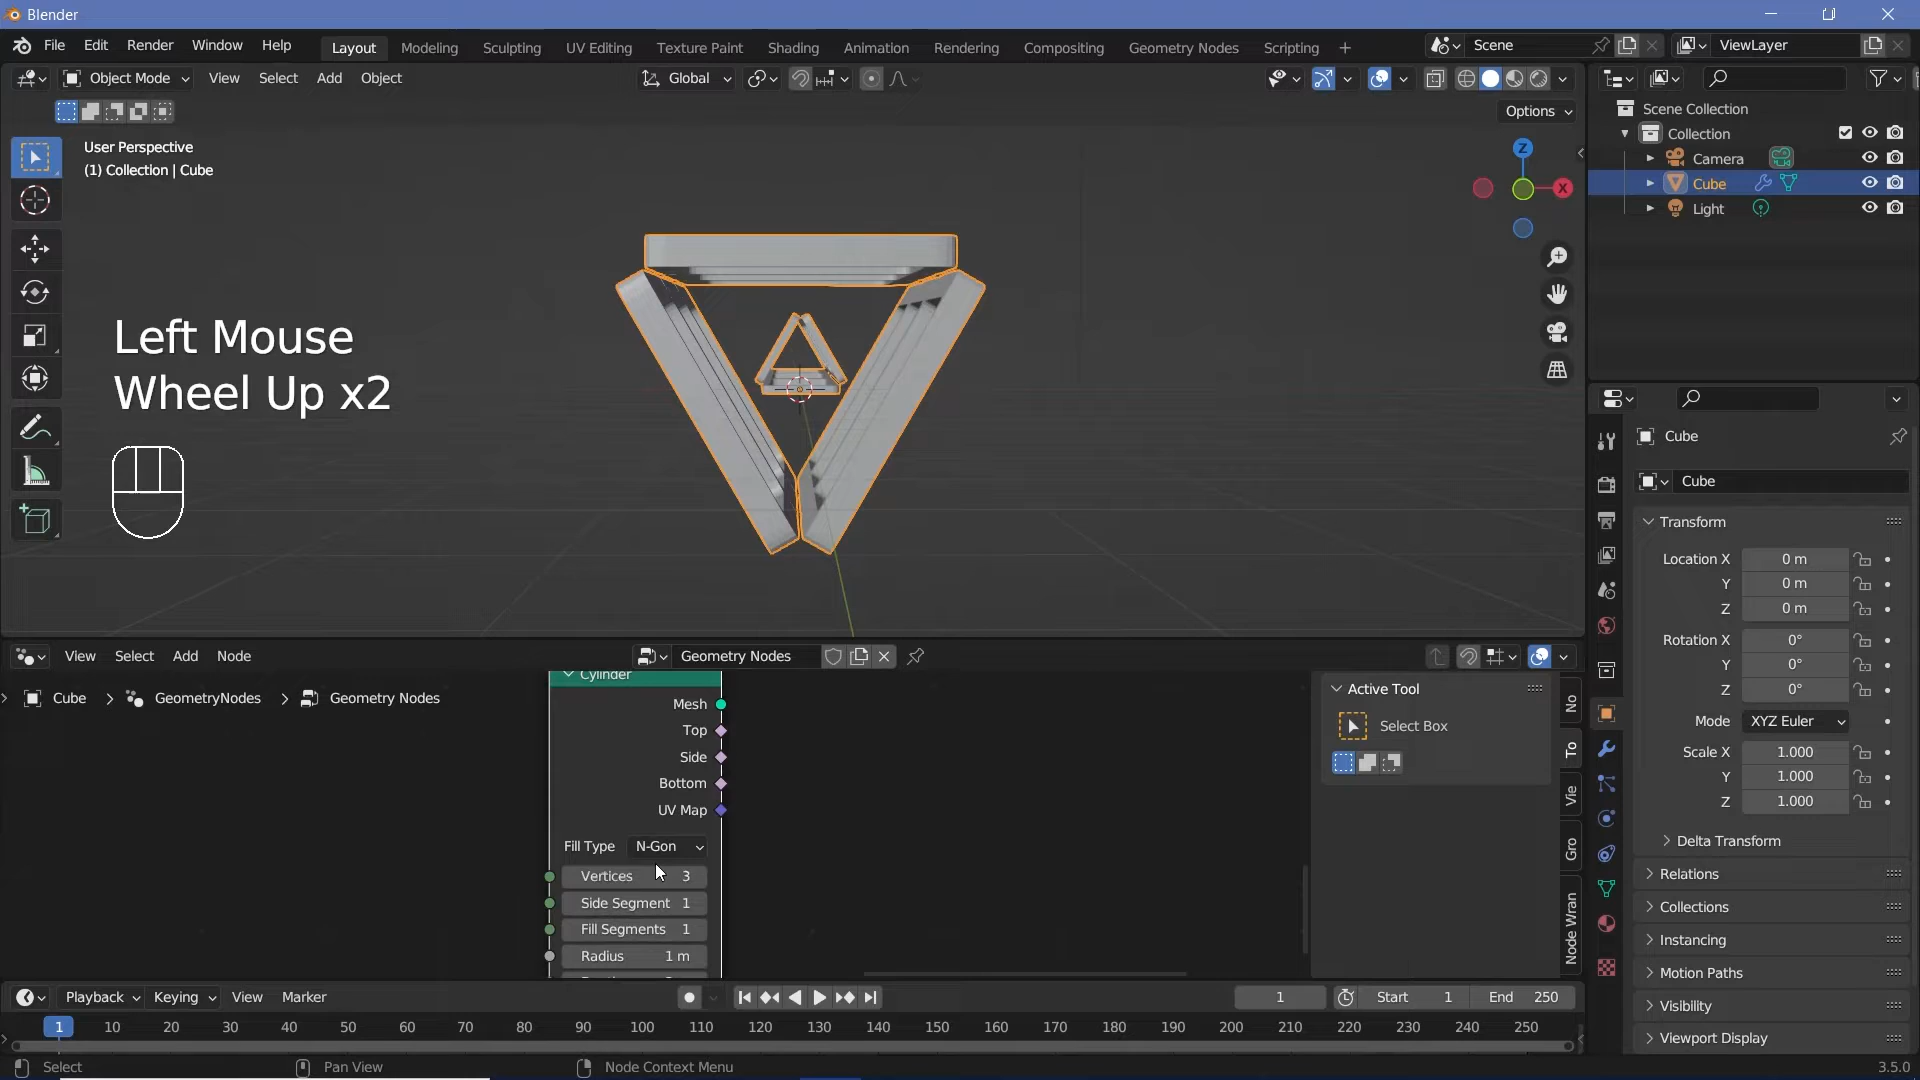 Blender
File Edit Render Window Help Layout Modeling Sculpting UV Editing Texture Paint Shading Animation Rendering Compositing Geometry Nodes Scripting + Scene ViewLayer
Object Mode View Select Add Object Global
Options
User Perspective
(1) Collection | Cube
Z
X
Left Mouse
Wheel Up x2
Scene Collection
Collection
Camera
Cube
Light
Cube
Cube
Transform
Location X 0 m
Y 0 m
Z 0 m
Rotation X 0°
Y 0°
Z 0°
Mode XYZ Euler
Scale X 1.000
Y 1.000
Z 1.000
Delta Transform
Relations
Collections
Instancing
Motion Paths
Visibility
Viewport Display
View Select Add Node Geometry Nodes
Cube > GeometryNodes > Geometry Nodes
Cylinder
Mesh
Top
Side
Bottom
UV Map
Fill Type N-Gon
Vertices 3
Side Segment 1
Fill Segments 1
Radius 1 m
Active Tool
Select Box
No
To
Vie
Gro
Node Wran
Playback Keying View Marker 1 Start 1 End 250
1 10 20 30 40 50 60 70 80 90 100 110 120 130 140 150 160 170 180 190 200 210 220 230 240 250
Select Pan View Node Context Menu 3.5.0